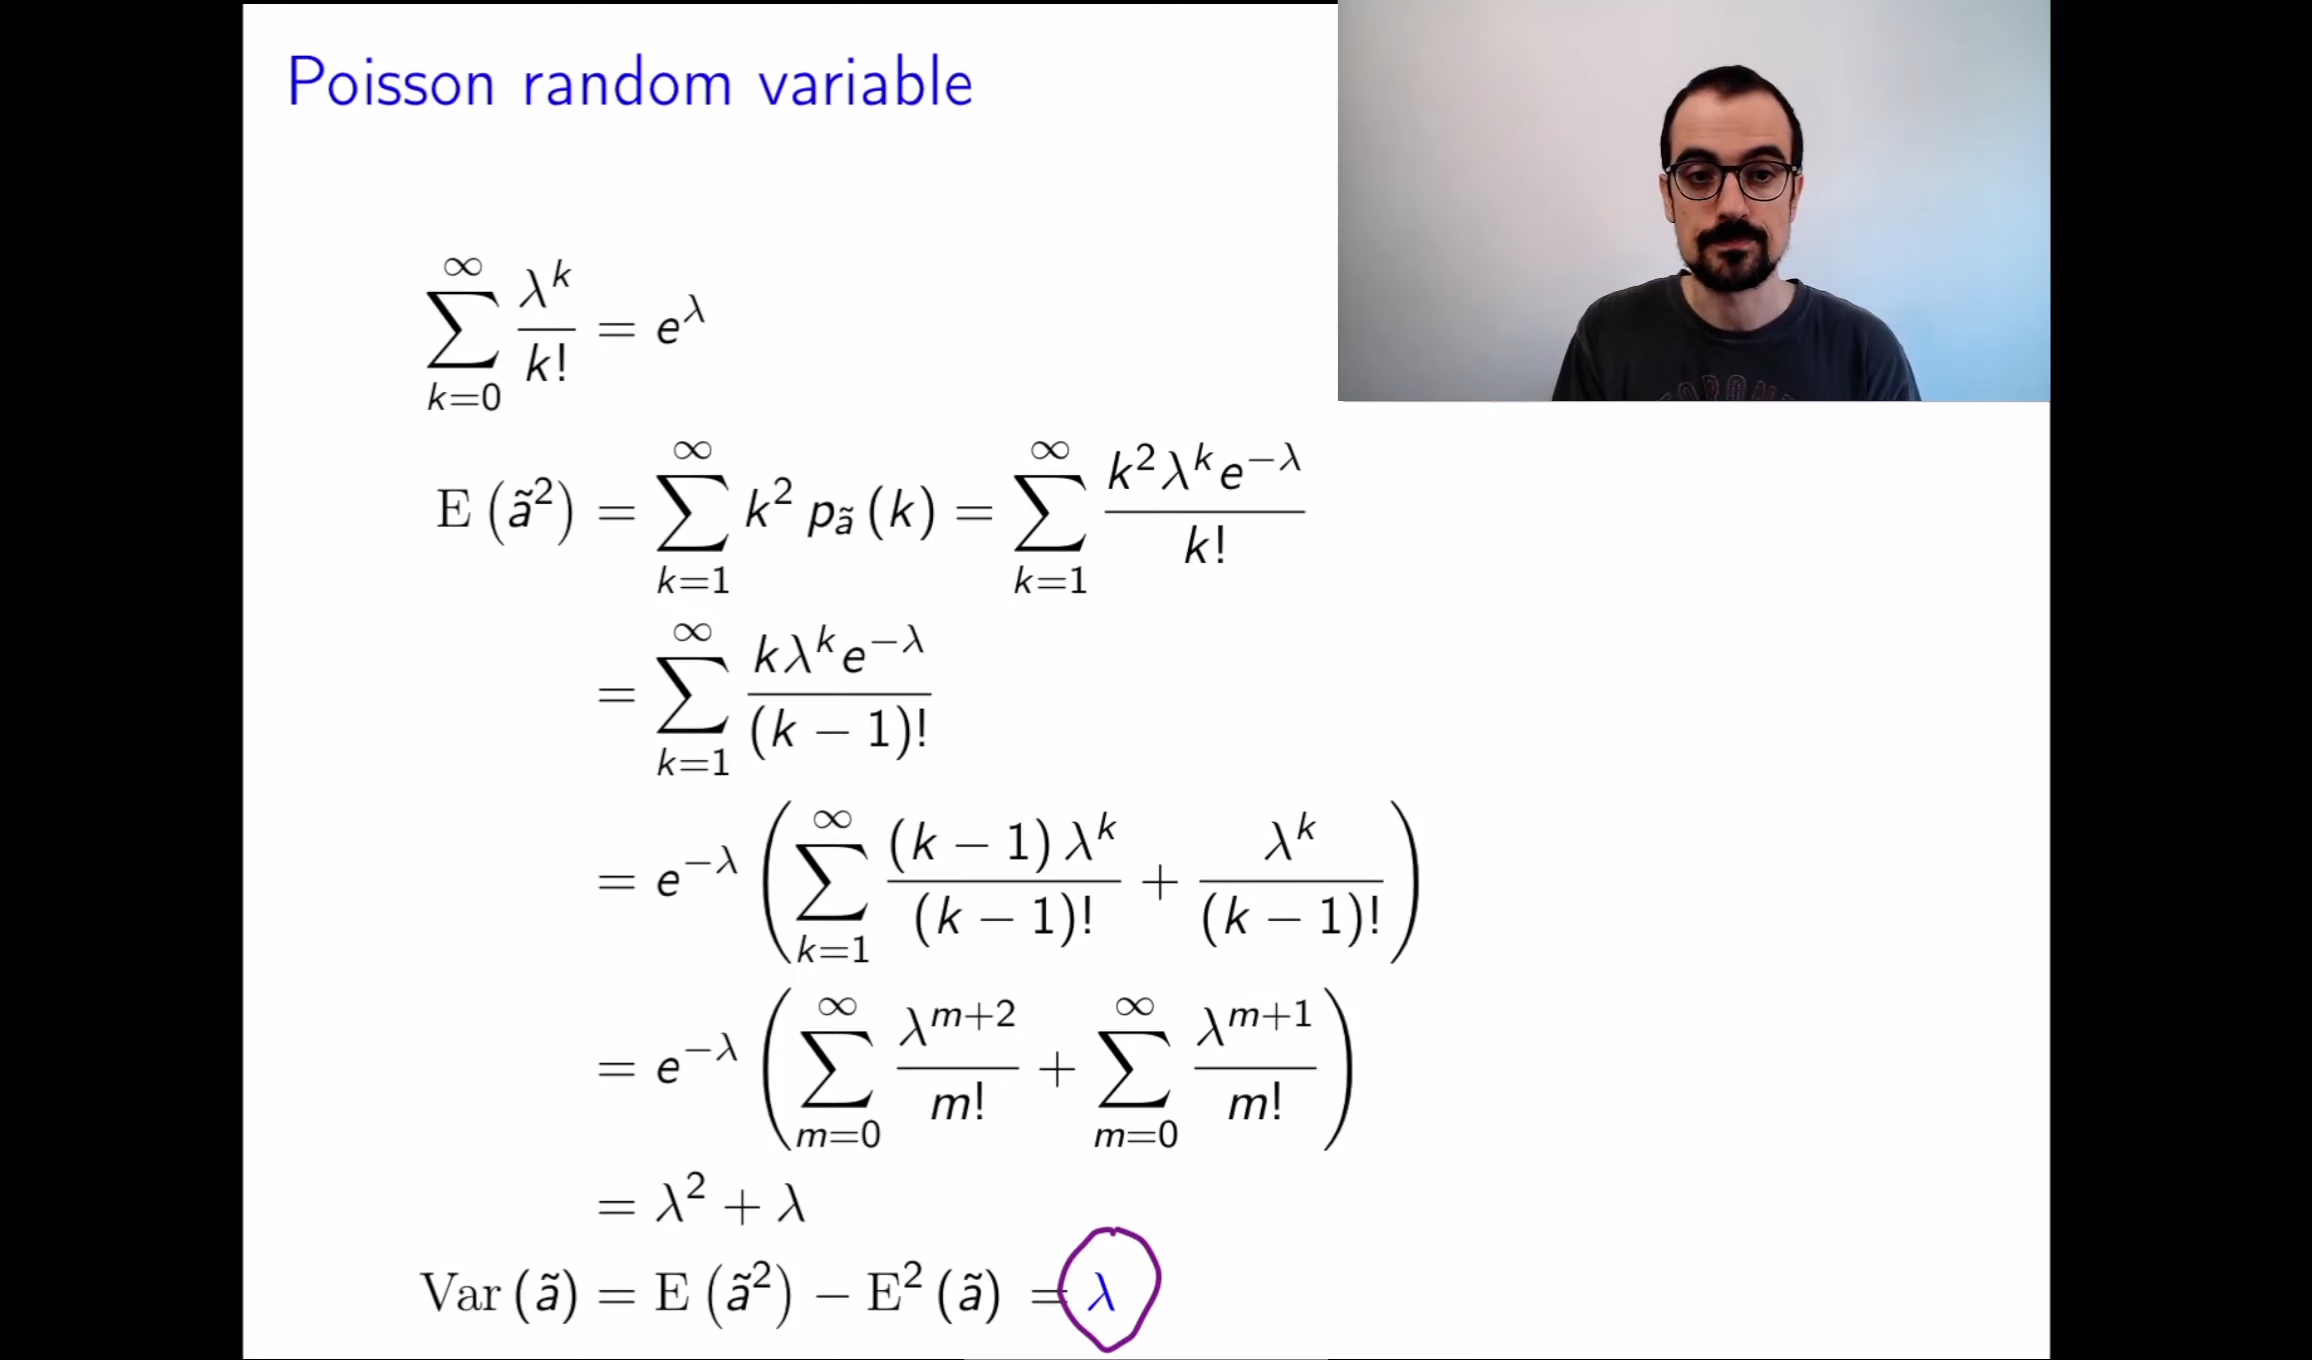 Poisson random variable
∑_{k=0}^{∞} λ^k / k! = e^λ
E(ã²) = ∑_{k=1}^{∞} k² p_ã(k) = ∑_{k=1}^{∞} k²λ^k e^{−λ} / k!
= ∑_{k=1}^{∞} kλ^k e^{−λ} / (k − 1)!
= e^{−λ} ( ∑_{k=1}^{∞} (k − 1)λ^k / (k − 1)! + λ^k / (k − 1)! )
= e^{−λ} ( ∑_{m=0}^{∞} λ^{m+2} / m! + ∑_{m=0}^{∞} λ^{m+1} / m! )
= λ² + λ
Var(ã) = E(ã²) − E²(ã) = λ